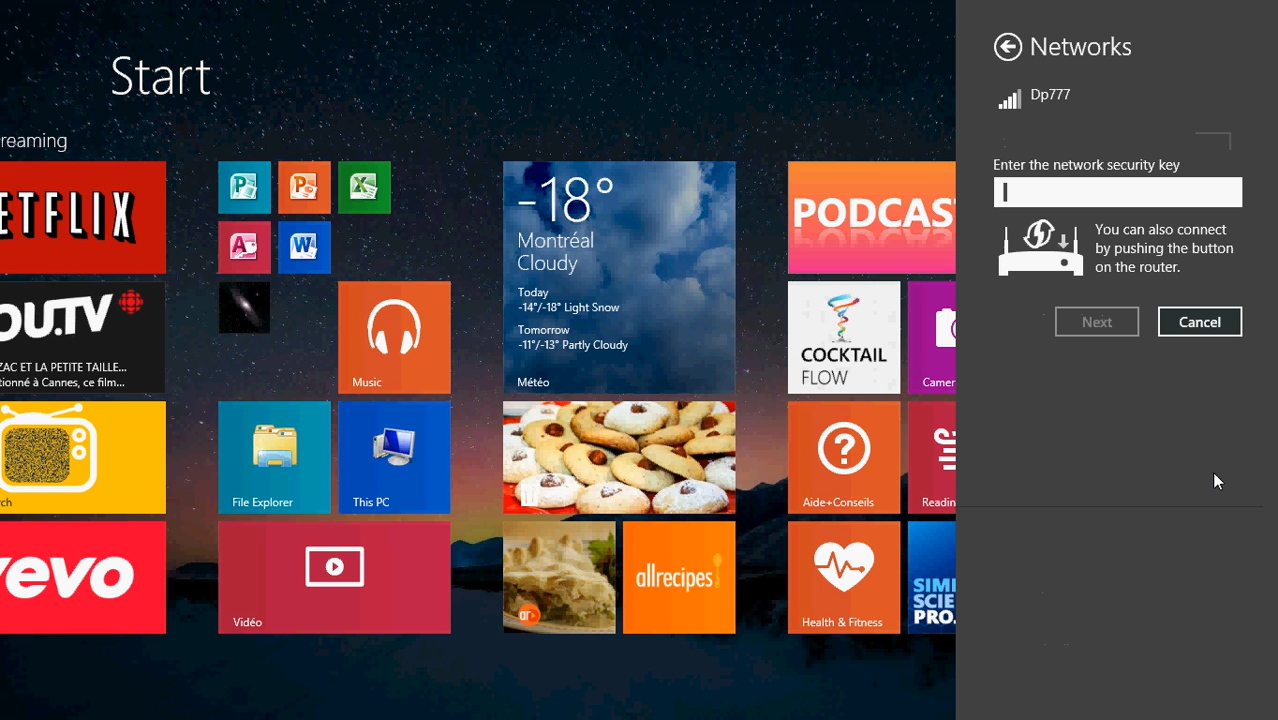 Start
reaming
ETFLIX
OU.TV
ZAC ET LA PETITE TAILLE...
tionné à Cannes, ce film...
rch
vevo
P
P
X
A
W
Music
File Explorer
This PC
Vidéo
-18°
Montréal
Cloudy
Today
-14°/-18° Light Snow
Tomorrow
-11°/-13° Partly Cloudy
Météo
ar
allrecipes
PODCAS
COCKTAIL
FLOW
Camer
Aide+Conseils
Readin
Health & Fitness
SIM
SCIE
PRO
Networks
Dp777
Enter the network security key
You can also connect
by pushing the button
on the router.
Next
Cancel